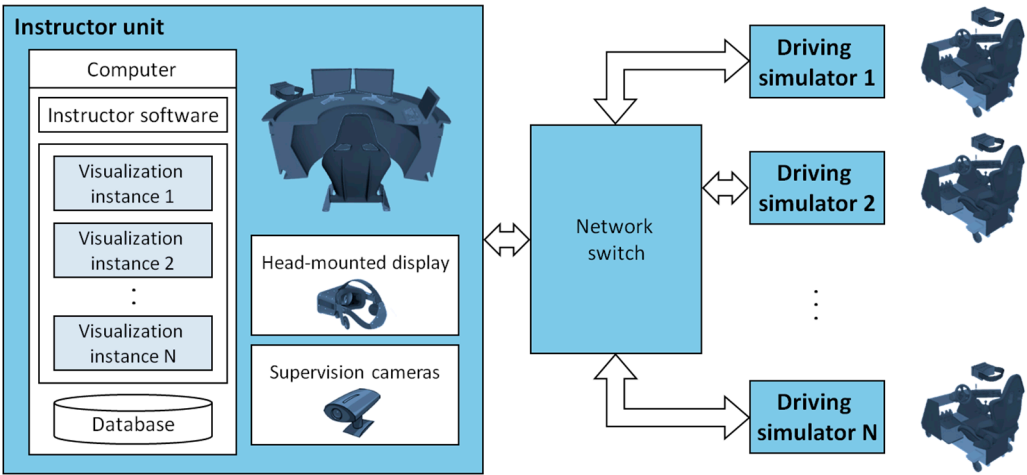 Instructor unit
Computer
Instructor software
Visualization
instance 1
Visualization
instance 2
⋮
Visualization
instance N
Database
Head-mounted display
Supervision cameras
Network
switch
Driving
simulator 1
Driving
simulator 2
⋮
Driving
simulator N